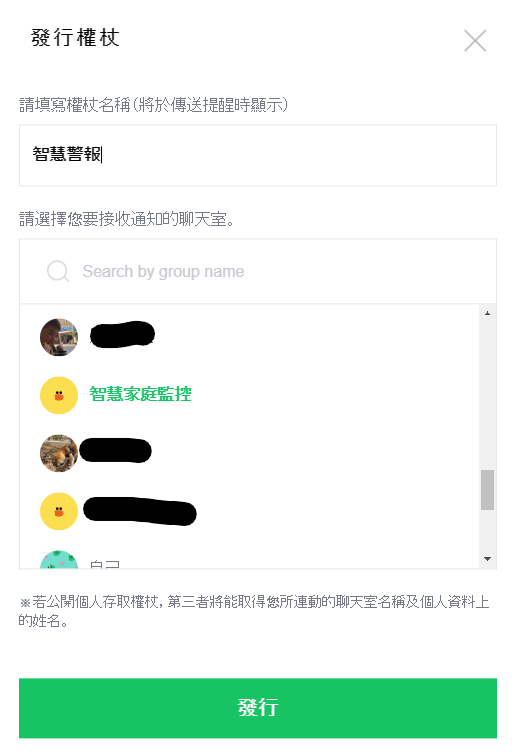 發行權杖
請填寫權杖名稱(將於傳送提醒時顯示)
智慧警報
請選擇您要接收通知的聊天室。
Search by group name
智慧家庭監控
自己
※若公開個人存取權杖，第三者將能取得您所連動的聊天室名稱及個人資料上
的姓名。
發行